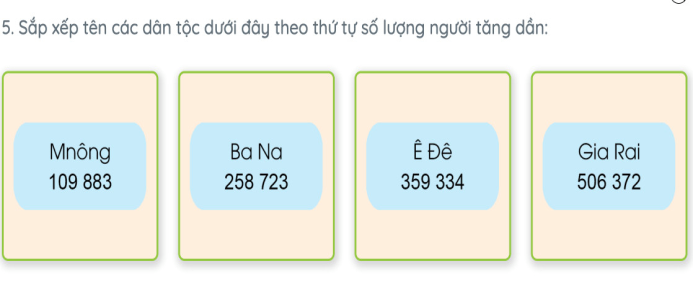 5. Sắp xếp tên các dân tộc dưới đây theo thứ tự số lượng người tăng dần:
Mnông
109 883
Ba Na
258 723
Ê Đê
359 334
Gia Rai
506 372